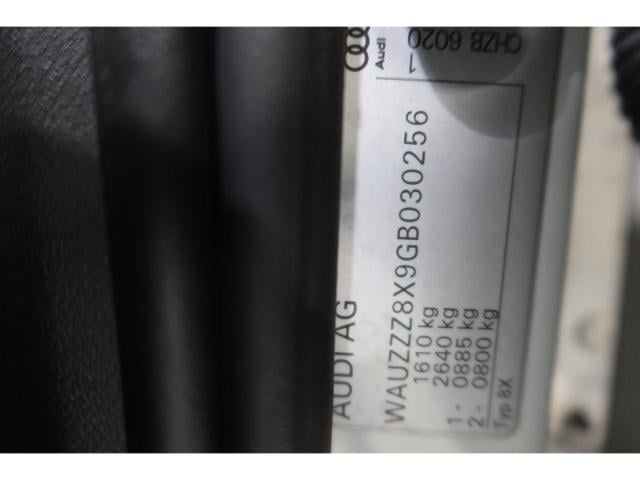 Audi
CHZB 6020
AUDI AG
WAUZZZ8X9GB030256
1610 kg
2640 kg
1 - 0885 kg
2 - 0800 kg
Typ 8X